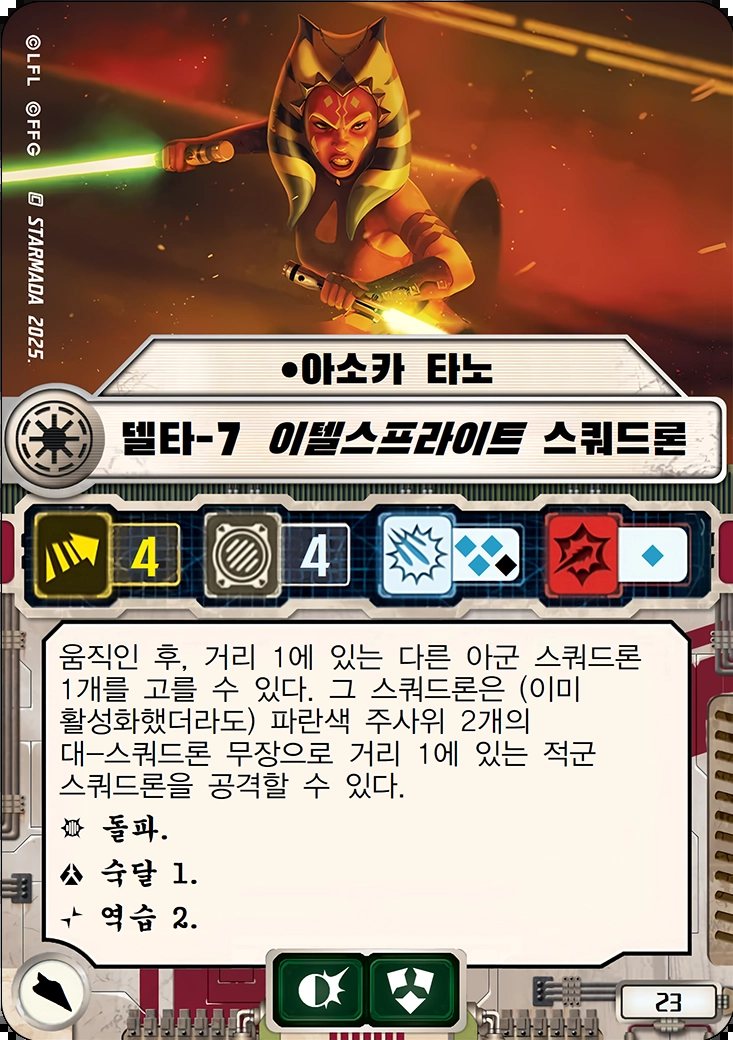 ©LFL ©FFG STARMADA 2025.
•아소카 타노
델타-7 이텔스프라이트 스쿼드론
4 4
움직인 후, 거리 1에 있는 다른 아군 스쿼드론
1개를 고를 수 있다. 그 스쿼드론은 (이미
활성화했더라도) 파란색 주사위 2개의
대-스쿼드론 무장으로 거리 1에 있는 적군
스쿼드론을 공격할 수 있다.
돌파.
숙달 1.
역습 2.
23